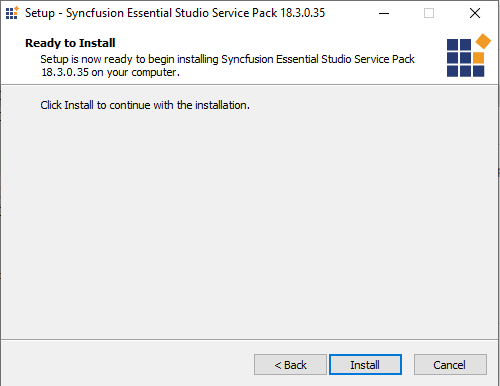 Setup - Syncfusion Essential Studio Service Pack 18.3.0.35
Ready to Install
Setup is now ready to begin installing Syncfusion Essential Studio Service Pack
18.3.0.35 on your computer.
Click Install to continue with the installation.
< Back
Install
Cancel